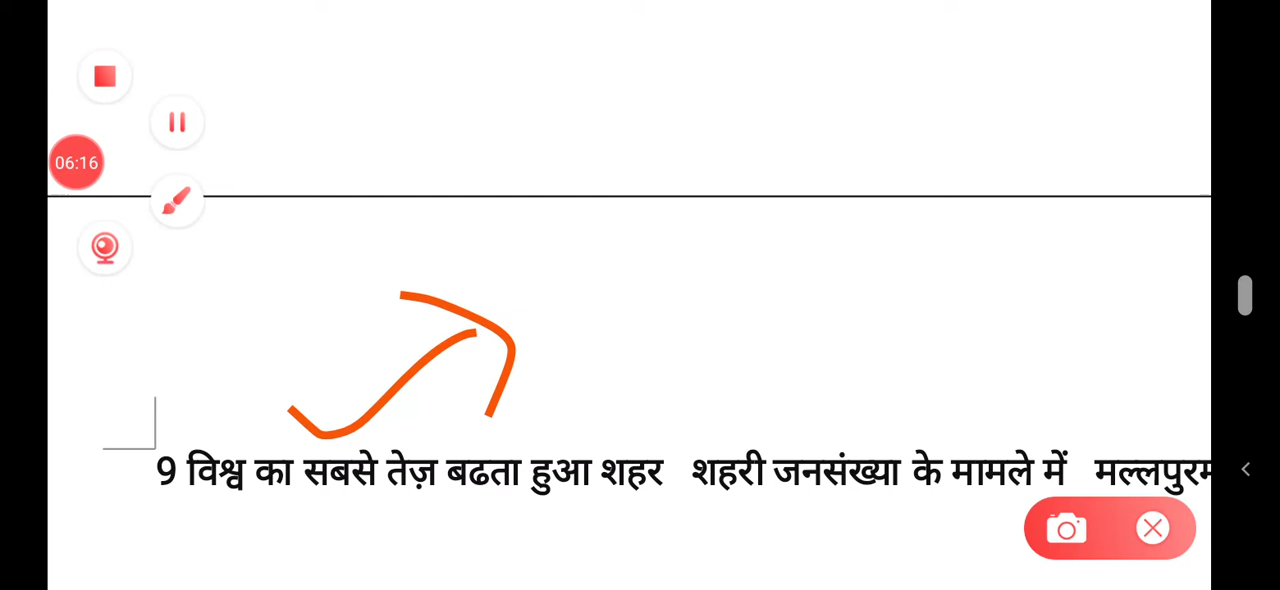 06:16
9 विश्व का सबसे तेज़ बढता हुआ शहर शहरी जनसंख्या के मामले में मल्लपुरम